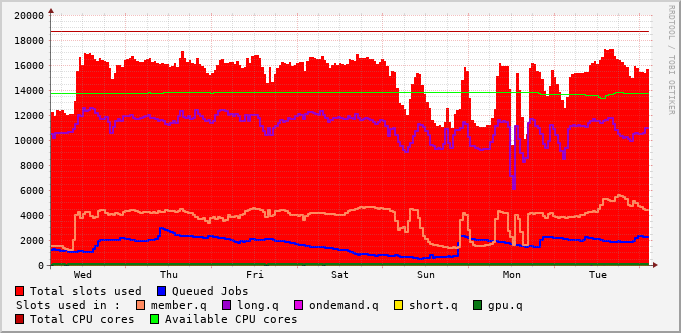 20000
18000
16000
14000
12000
10000
8000
6000
4000
2000
0
Wed Thu Fri Sat Sun Mon Tue
RRDTOOL / TOBI OETIKER
Total slots used Queued Jobs
Slots used in : member.q long.q ondemand.q short.q gpu.q
Total CPU cores Available CPU cores